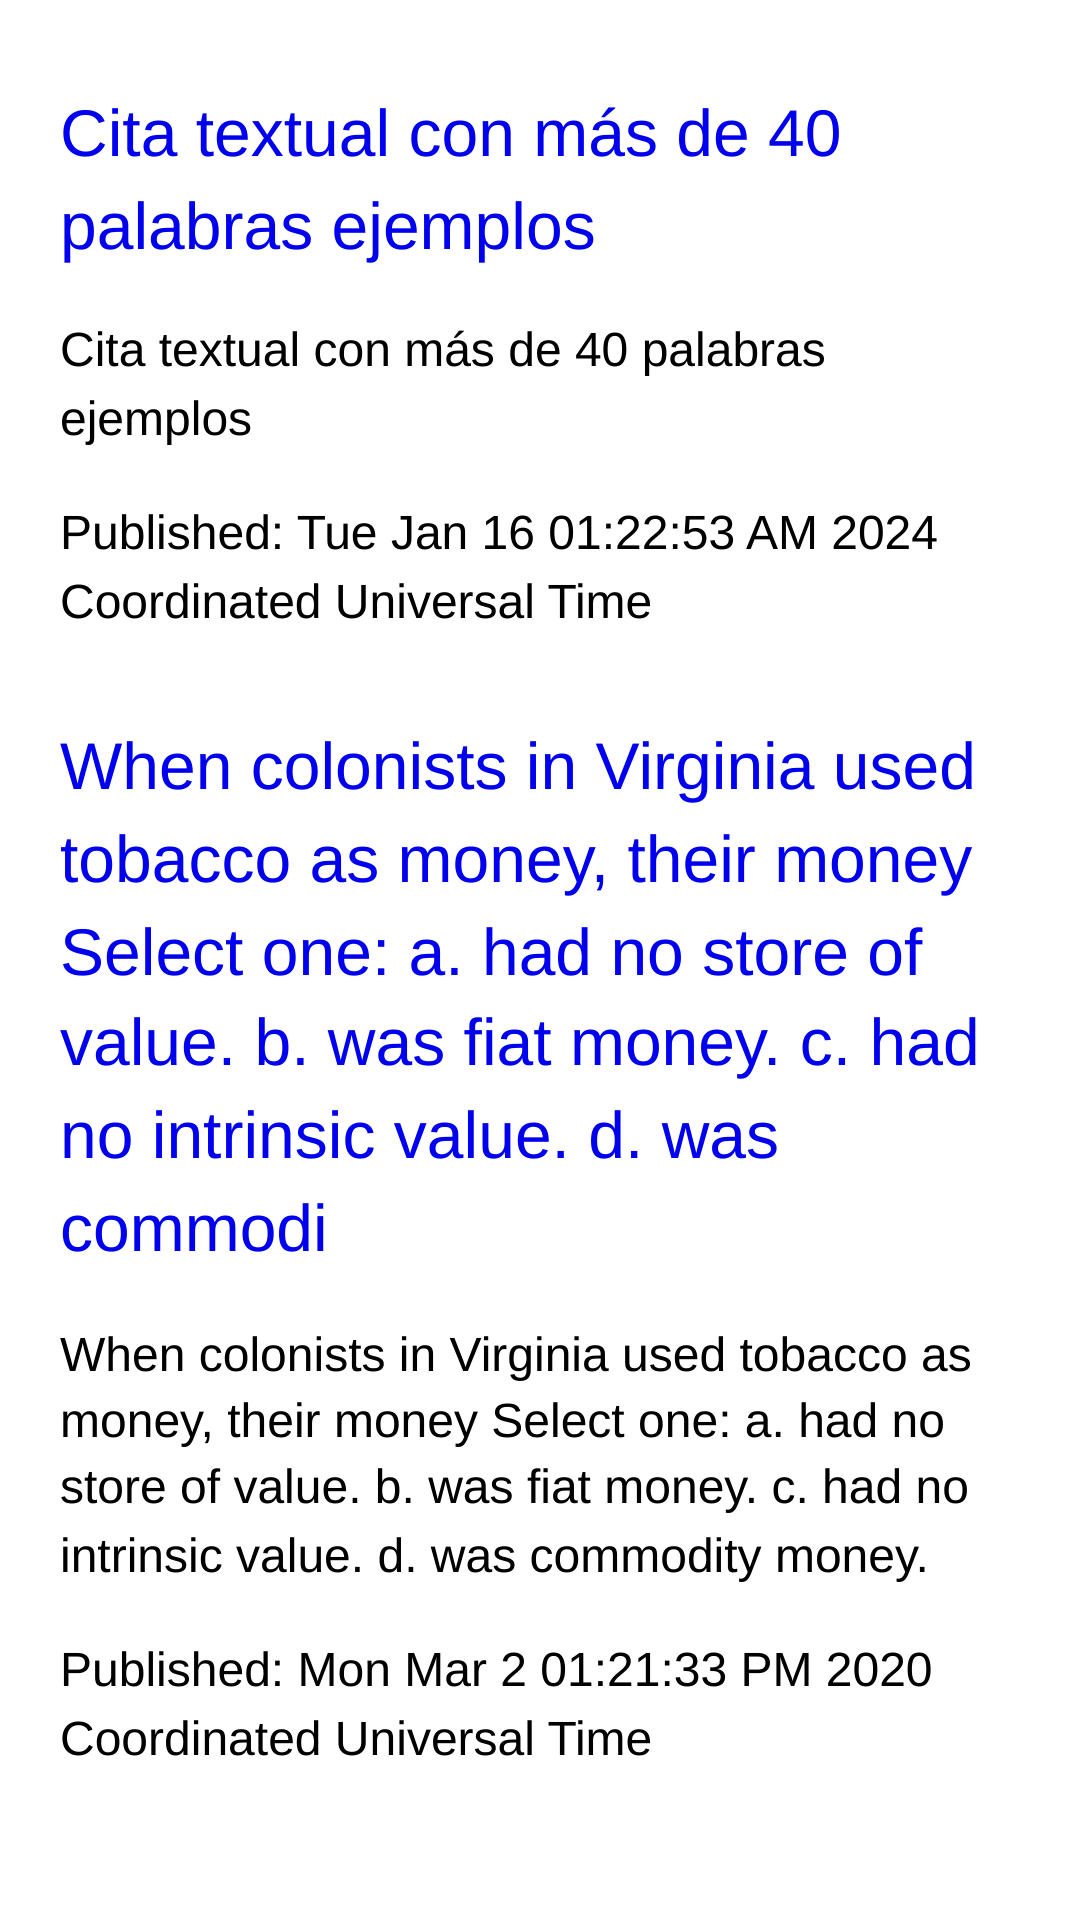 Cita textual con más de 40
palabras ejemplos
Cita textual con más de 40 palabras
ejemplos
Published: Tue Jan 16 01:22:53 AM 2024
Coordinated Universal Time
When colonists in Virginia used
tobacco as money, their money
Select one: a. had no store of
value. b. was fiat money. c. had
no intrinsic value. d. was
commodi
When colonists in Virginia used tobacco as
money, their money Select one: a. had no
store of value. b. was fiat money. c. had no
intrinsic value. d. was commodity money.
Published: Mon Mar 2 01:21:33 PM 2020
Coordinated Universal Time